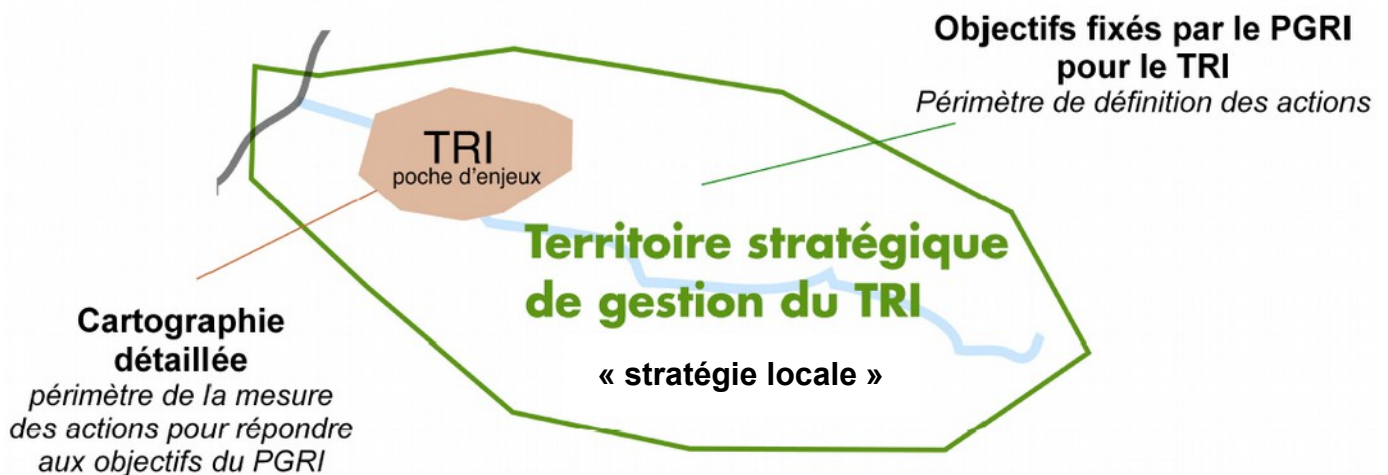 Objectifs fixés par le PGRI
pour le TRI
Périmètre de définition des actions
TRI
poche d'enjeux
Territoire stratégique
de gestion du TRI
« stratégie locale »
Cartographie
détaillée
périmètre de la mesure
des actions pour répondre
aux objectifs du PGRI